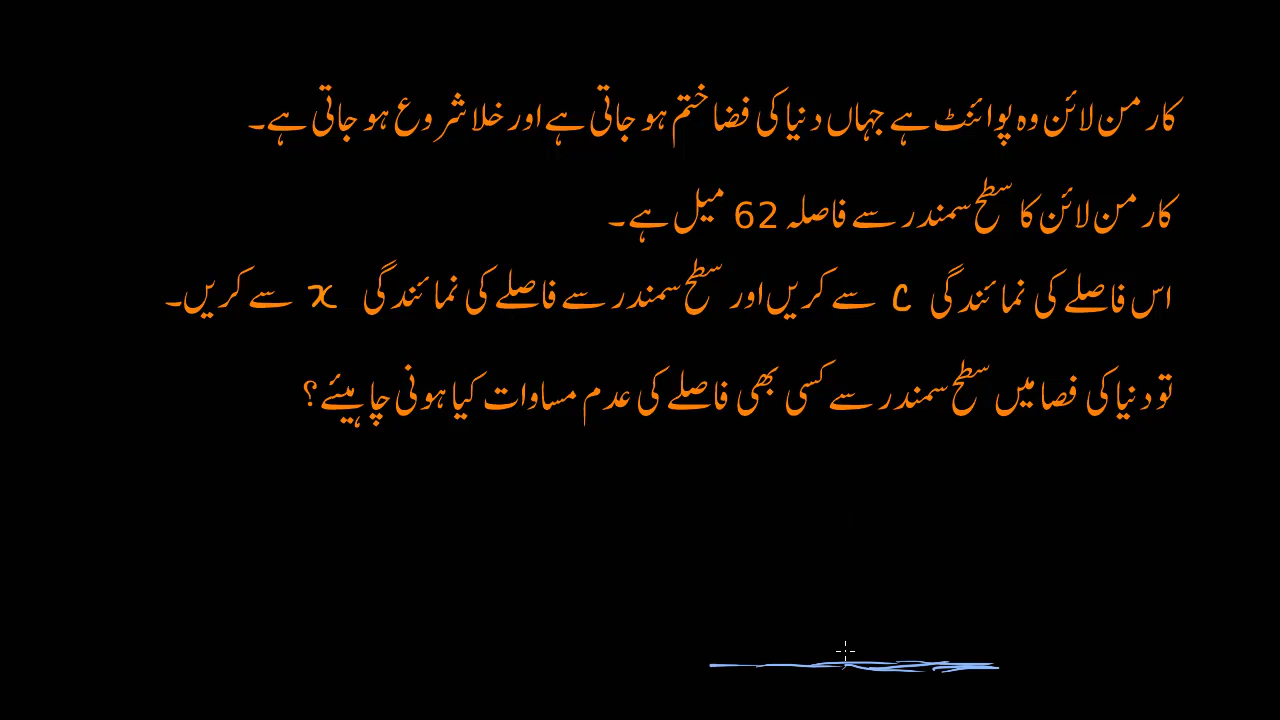 کارمن لائن وہ پوائنٹ ہے جہاں دنیا کی فضا ختم ہو جاتی ہے اور خلا شروع ہو جاتی ہے۔
کارمن لائن کا سطح سمندر سے فاصلہ 62 میل ہے۔
اس فاصلے کی نمائندگی c سے کریں اور سطح سمندر سے فاصلے کی نمائندگی x سے کریں۔
تو دنیا کی فصا میں سطح سمندر سے کسی بھی فاصلے کی عدم مساوات کیا ہونی چاہیئے؟